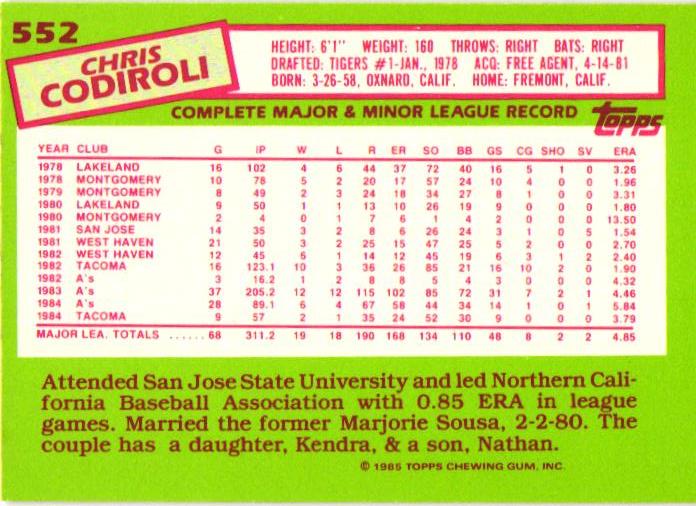 552
CHRIS
CODIROLI
HEIGHT: 6'1" WEIGHT: 160 THROWS: RIGHT BATS: RIGHT
DRAFTED: TIGERS #1-JAN., 1978 ACQ: FREE AGENT, 4-14-81
BORN: 3-26-58, OXNARD, CALIF. HOME: FREMONT, CALIF.
COMPLETE MAJOR & MINOR LEAGUE RECORD topps
YEAR CLUB G IP W L R ER SO BB GS CG SHO SV ERA
1978 LAKELAND 16 102 4 6 44 37 72 40 16 5 1 0 3.26
1978 MONTGOMERY 10 78 5 2 20 17 57 24 10 4 0 0 1.96
1979 MONTGOMERY 8 49 2 3 24 18 34 27 8 1 0 0 3.31
1980 LAKELAND 9 50 1 1 13 10 26 19 9 0 0 0 1.80
1980 MONTGOMERY 2 4 0 1 7 6 1 4 2 0 0 0 13.50
1981 SAN JOSE 14 35 3 2 8 6 26 24 3 1 0 5 1.54
1981 WEST HAVEN 21 50 3 2 25 15 47 25 5 2 0 0 2.70
1982 WEST HAVEN 12 45 6 1 14 12 45 19 6 3 1 2 2.40
1982 TACOMA 16 123.1 10 3 36 26 85 21 16 10 2 0 1.90
1982 A's 3 16.2 1 2 8 8 5 4 3 0 0 0 4.32
1983 A's 37 205.2 12 12 115 102 85 72 31 7 2 1 4.46
1984 A's 28 89.1 6 4 67 58 44 34 14 1 0 1 5.84
1984 TACOMA 9 57 2 1 35 24 52 30 9 0 0 0 3.79
MAJOR LEA. TOTALS ...... 68 311.2 19 18 190 168 134 110 48 8 2 2 4.85
Attended San Jose State University and led Northern Cali-
fornia Baseball Association with 0.85 ERA in league
games. Married the former Marjorie Sousa, 2-2-80. The
couple has a daughter, Kendra, & a son, Nathan.
© 1985 TOPPS CHEWING GUM, INC.